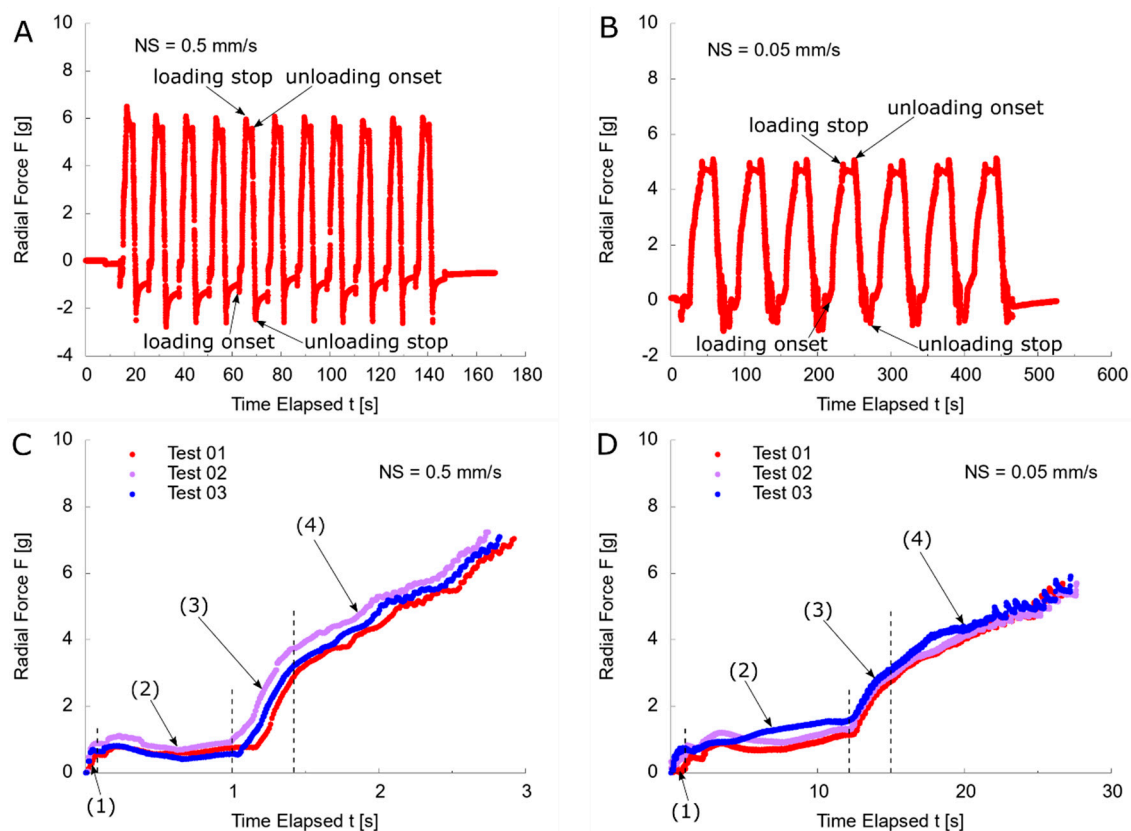 A
NS = 0.5 mm/s
loading stop
unloading onset
loading onset
unloading stop
Radial Force F [g]
10
8
6
4
2
0
-2
-4
0 20 40 60 80 100 120 140 160 180
Time Elapsed t [s]
B
NS = 0.05 mm/s
unloading onset
loading stop
loading onset
unloading stop
Radial Force F [g]
10
8
6
4
2
0
-2
0 100 200 300 400 500 600
Time Elapsed t [s]
C
Test 01
Test 02
Test 03
NS = 0.5 mm/s
(4)
(3)
(2)
(1)
Radial Force F [g]
10
8
6
4
2
0
1 2 3
Time Elapsed t [s]
D
Test 01
Test 02
Test 03
NS = 0.05 mm/s
(4)
(3)
(2)
(1)
Radial Force F [g]
10
8
6
4
2
0
10 20 30
Time Elapsed t [s]